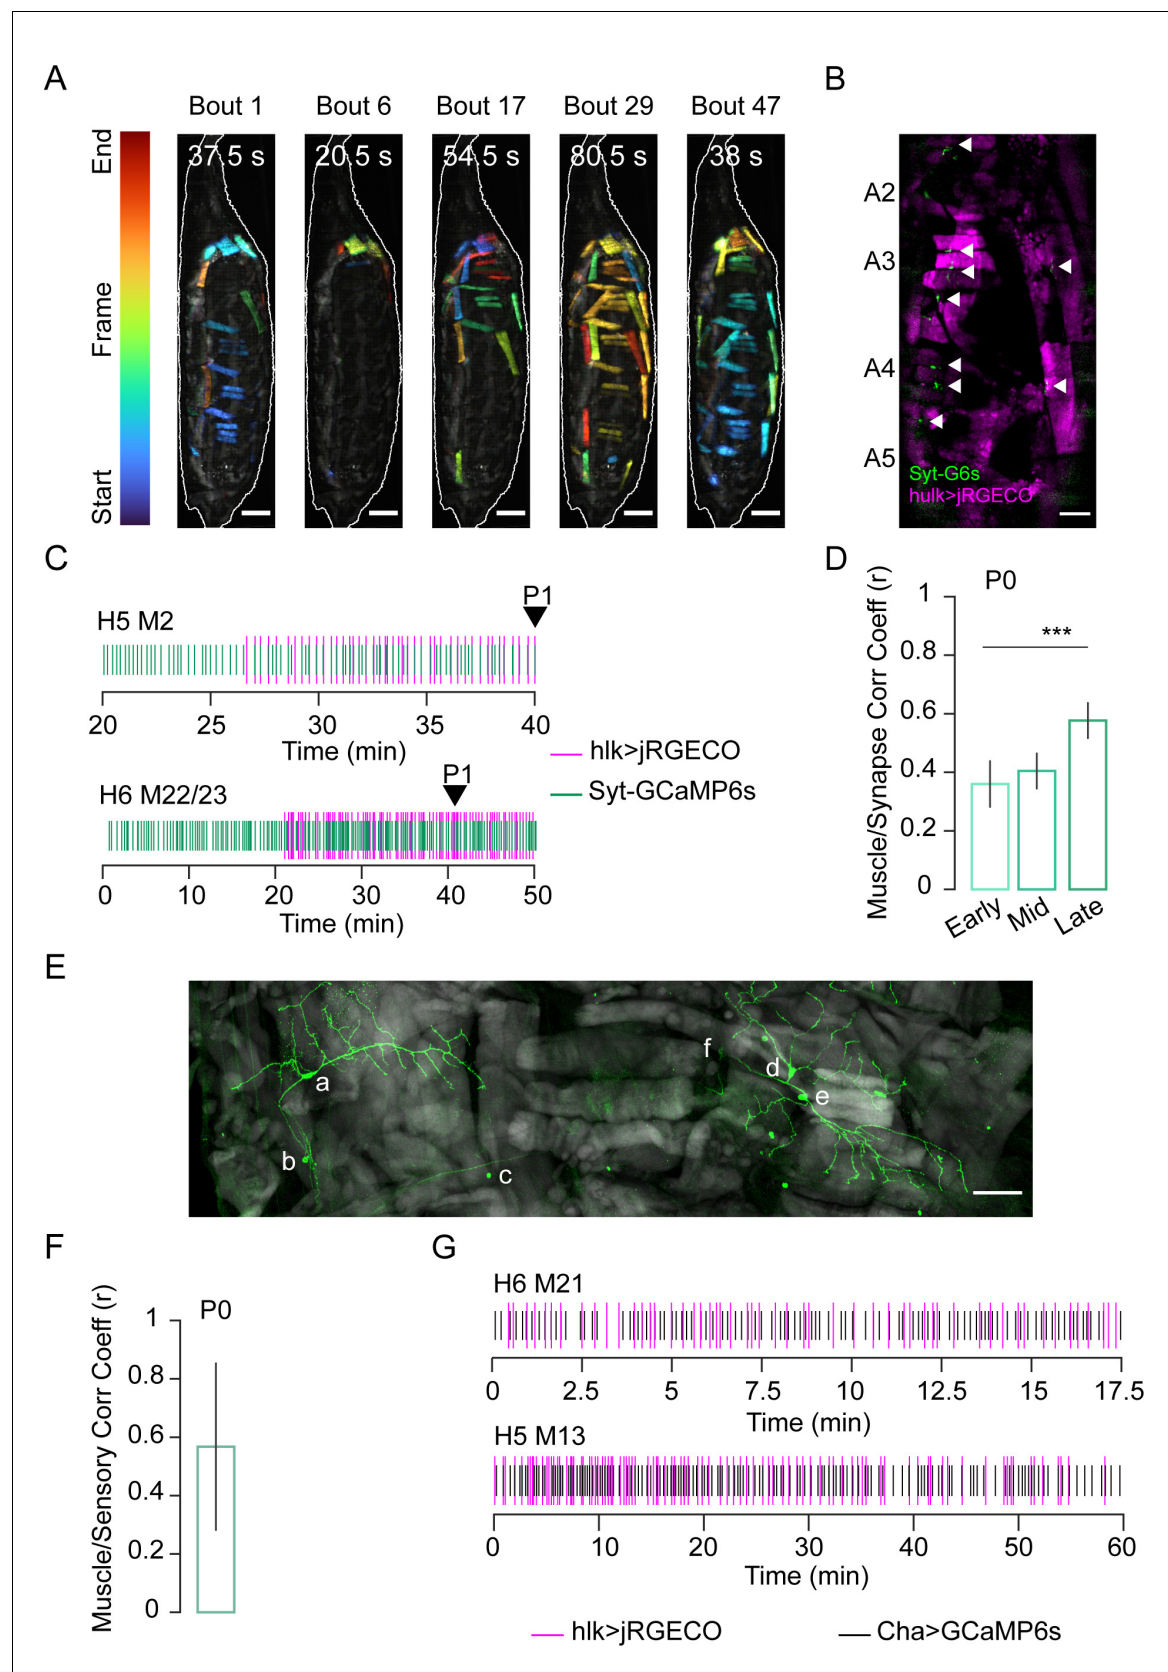 A
Bout 1 Bout 6 Bout 17 Bout 29 Bout 47
37.5 s 20.5 s 54.5 s 80.5 s 38 s
End
Frame
Start
B
A2
A3
A4
A5
Syt-G6s
hulk>jRGECO
C
H5 M2
P1
20 25 30 35 40
Time (min)
hlk>jRGECO
Syt-GCaMP6s
H6 M22/23
P1
0 10 20 30 40 50
Time (min)
D
P0
***
Muscle/Synapse Corr Coeff (r)
1
0.8
0.6
0.4
0.2
0
Early Mid Late
E
a
b
c
d
e
f
F
P0
Muscle/Sensory Corr Coeff (r)
1
0.8
0.6
0.4
0.2
0
G
H6 M21
0 2.5 5 7.5 10 12.5 15 17.5
Time (min)
H5 M13
0 10 20 30 40 50 60
Time (min)
hlk>jRGECO Cha>GCaMP6s